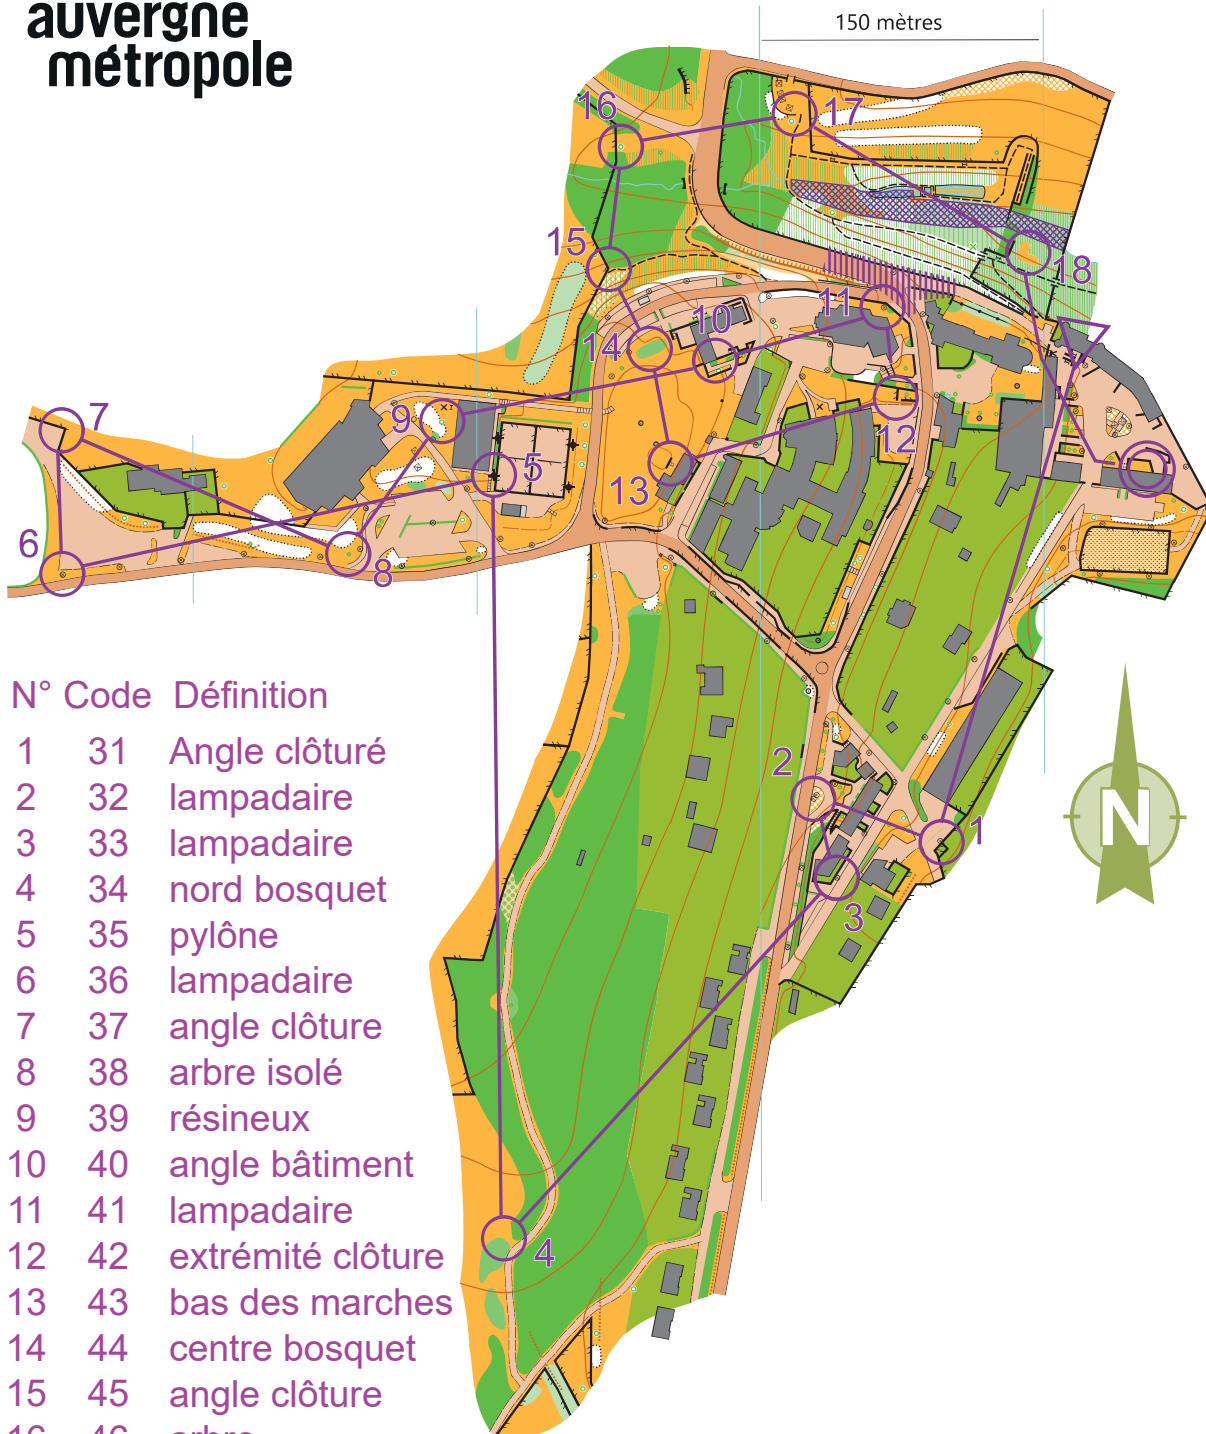 auvergne
métropole
150 mètres
16
17
15
18
11
10
14
9
7
12
5
13
6
8
2
1
3
4
N
N° Code Définition
1 31 Angle clôturé
2 32 lampadaire
3 33 lampadaire
4 34 nord bosquet
5 35 pylône
6 36 lampadaire
7 37 angle clôture
8 38 arbre isolé
9 39 résineux
10 40 angle bâtiment
11 41 lampadaire
12 42 extrémité clôture
13 43 bas des marches
14 44 centre bosquet
15 45 angle clôture
16 46 arbre